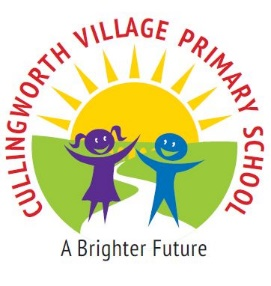 CULLINGWORTH VILLAGE PRIMARY SCHOOL
A Brighter Future